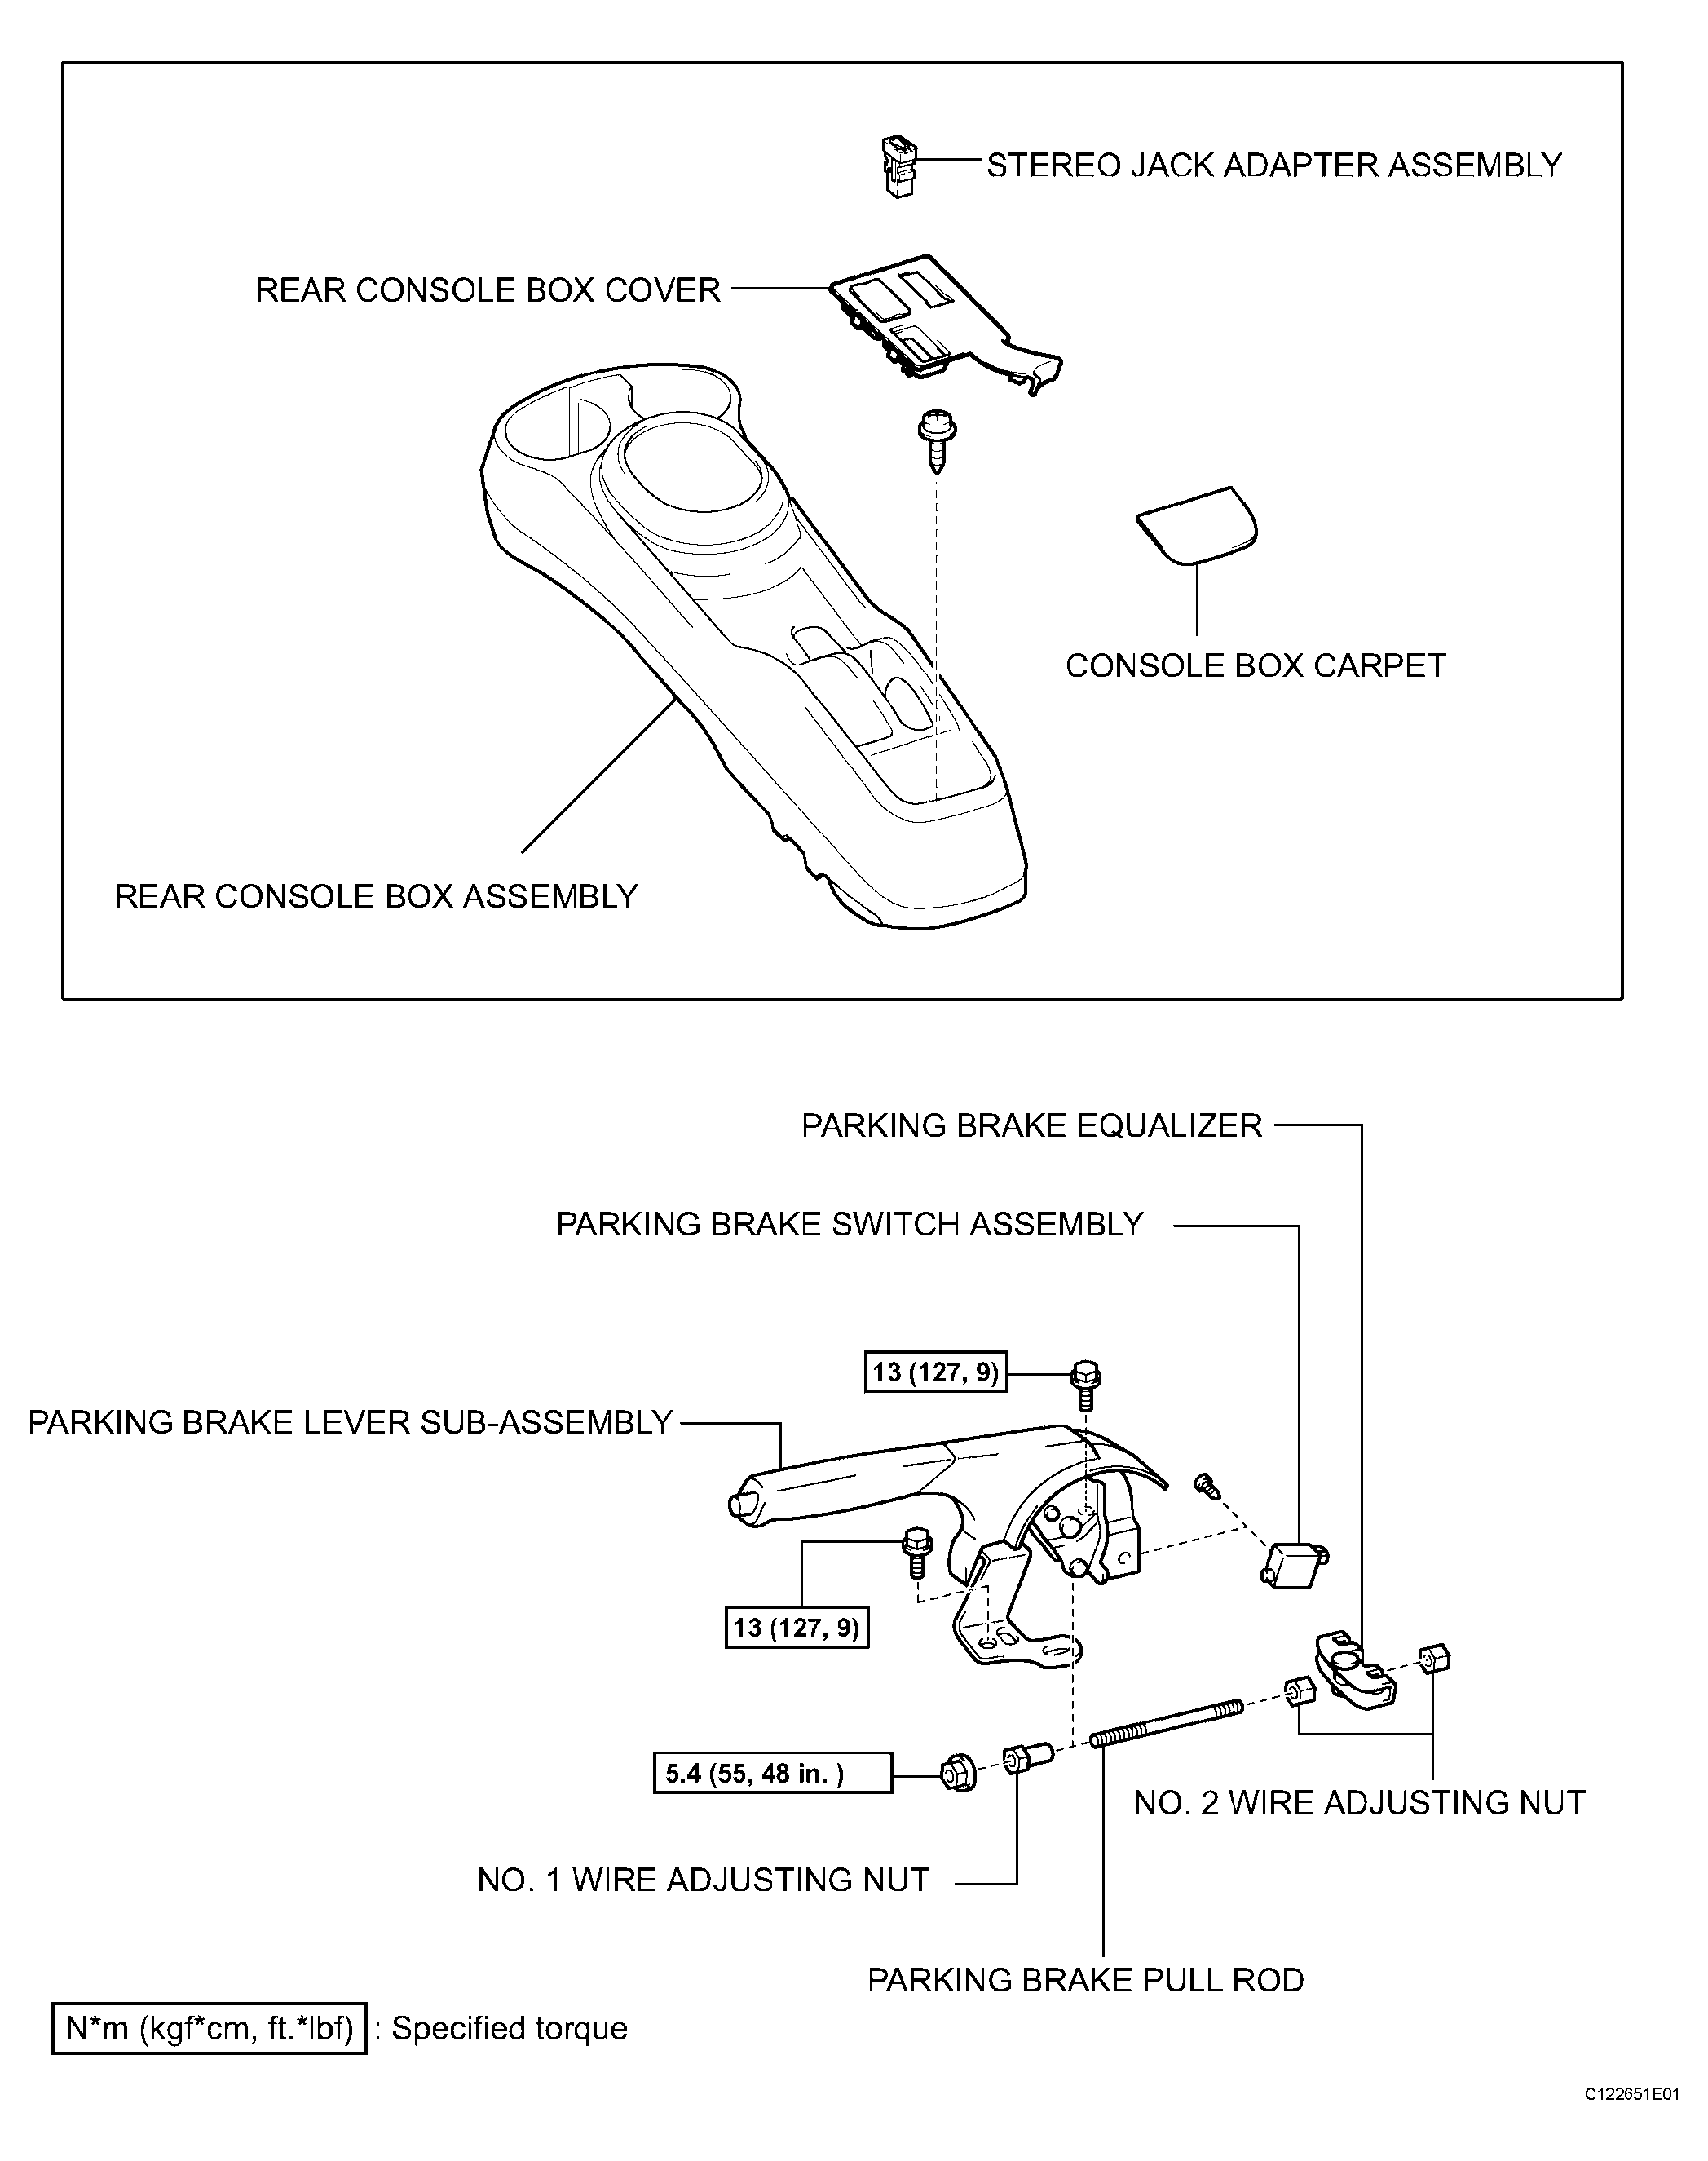 STEREO JACK ADAPTER ASSEMBLY
REAR CONSOLE BOX COVER
CONSOLE BOX CARPET
REAR CONSOLE BOX ASSEMBLY
PARKING BRAKE EQUALIZER
PARKING BRAKE SWITCH ASSEMBLY
13 (127, 9)
PARKING BRAKE LEVER SUB-ASSEMBLY
13 (127, 9)
5.4 (55, 48 in. )
NO. 2 WIRE ADJUSTING NUT
NO. 1 WIRE ADJUSTING NUT
PARKING BRAKE PULL ROD
N*m (kgf*cm, ft.*lbf) : Specified torque
C122651E01